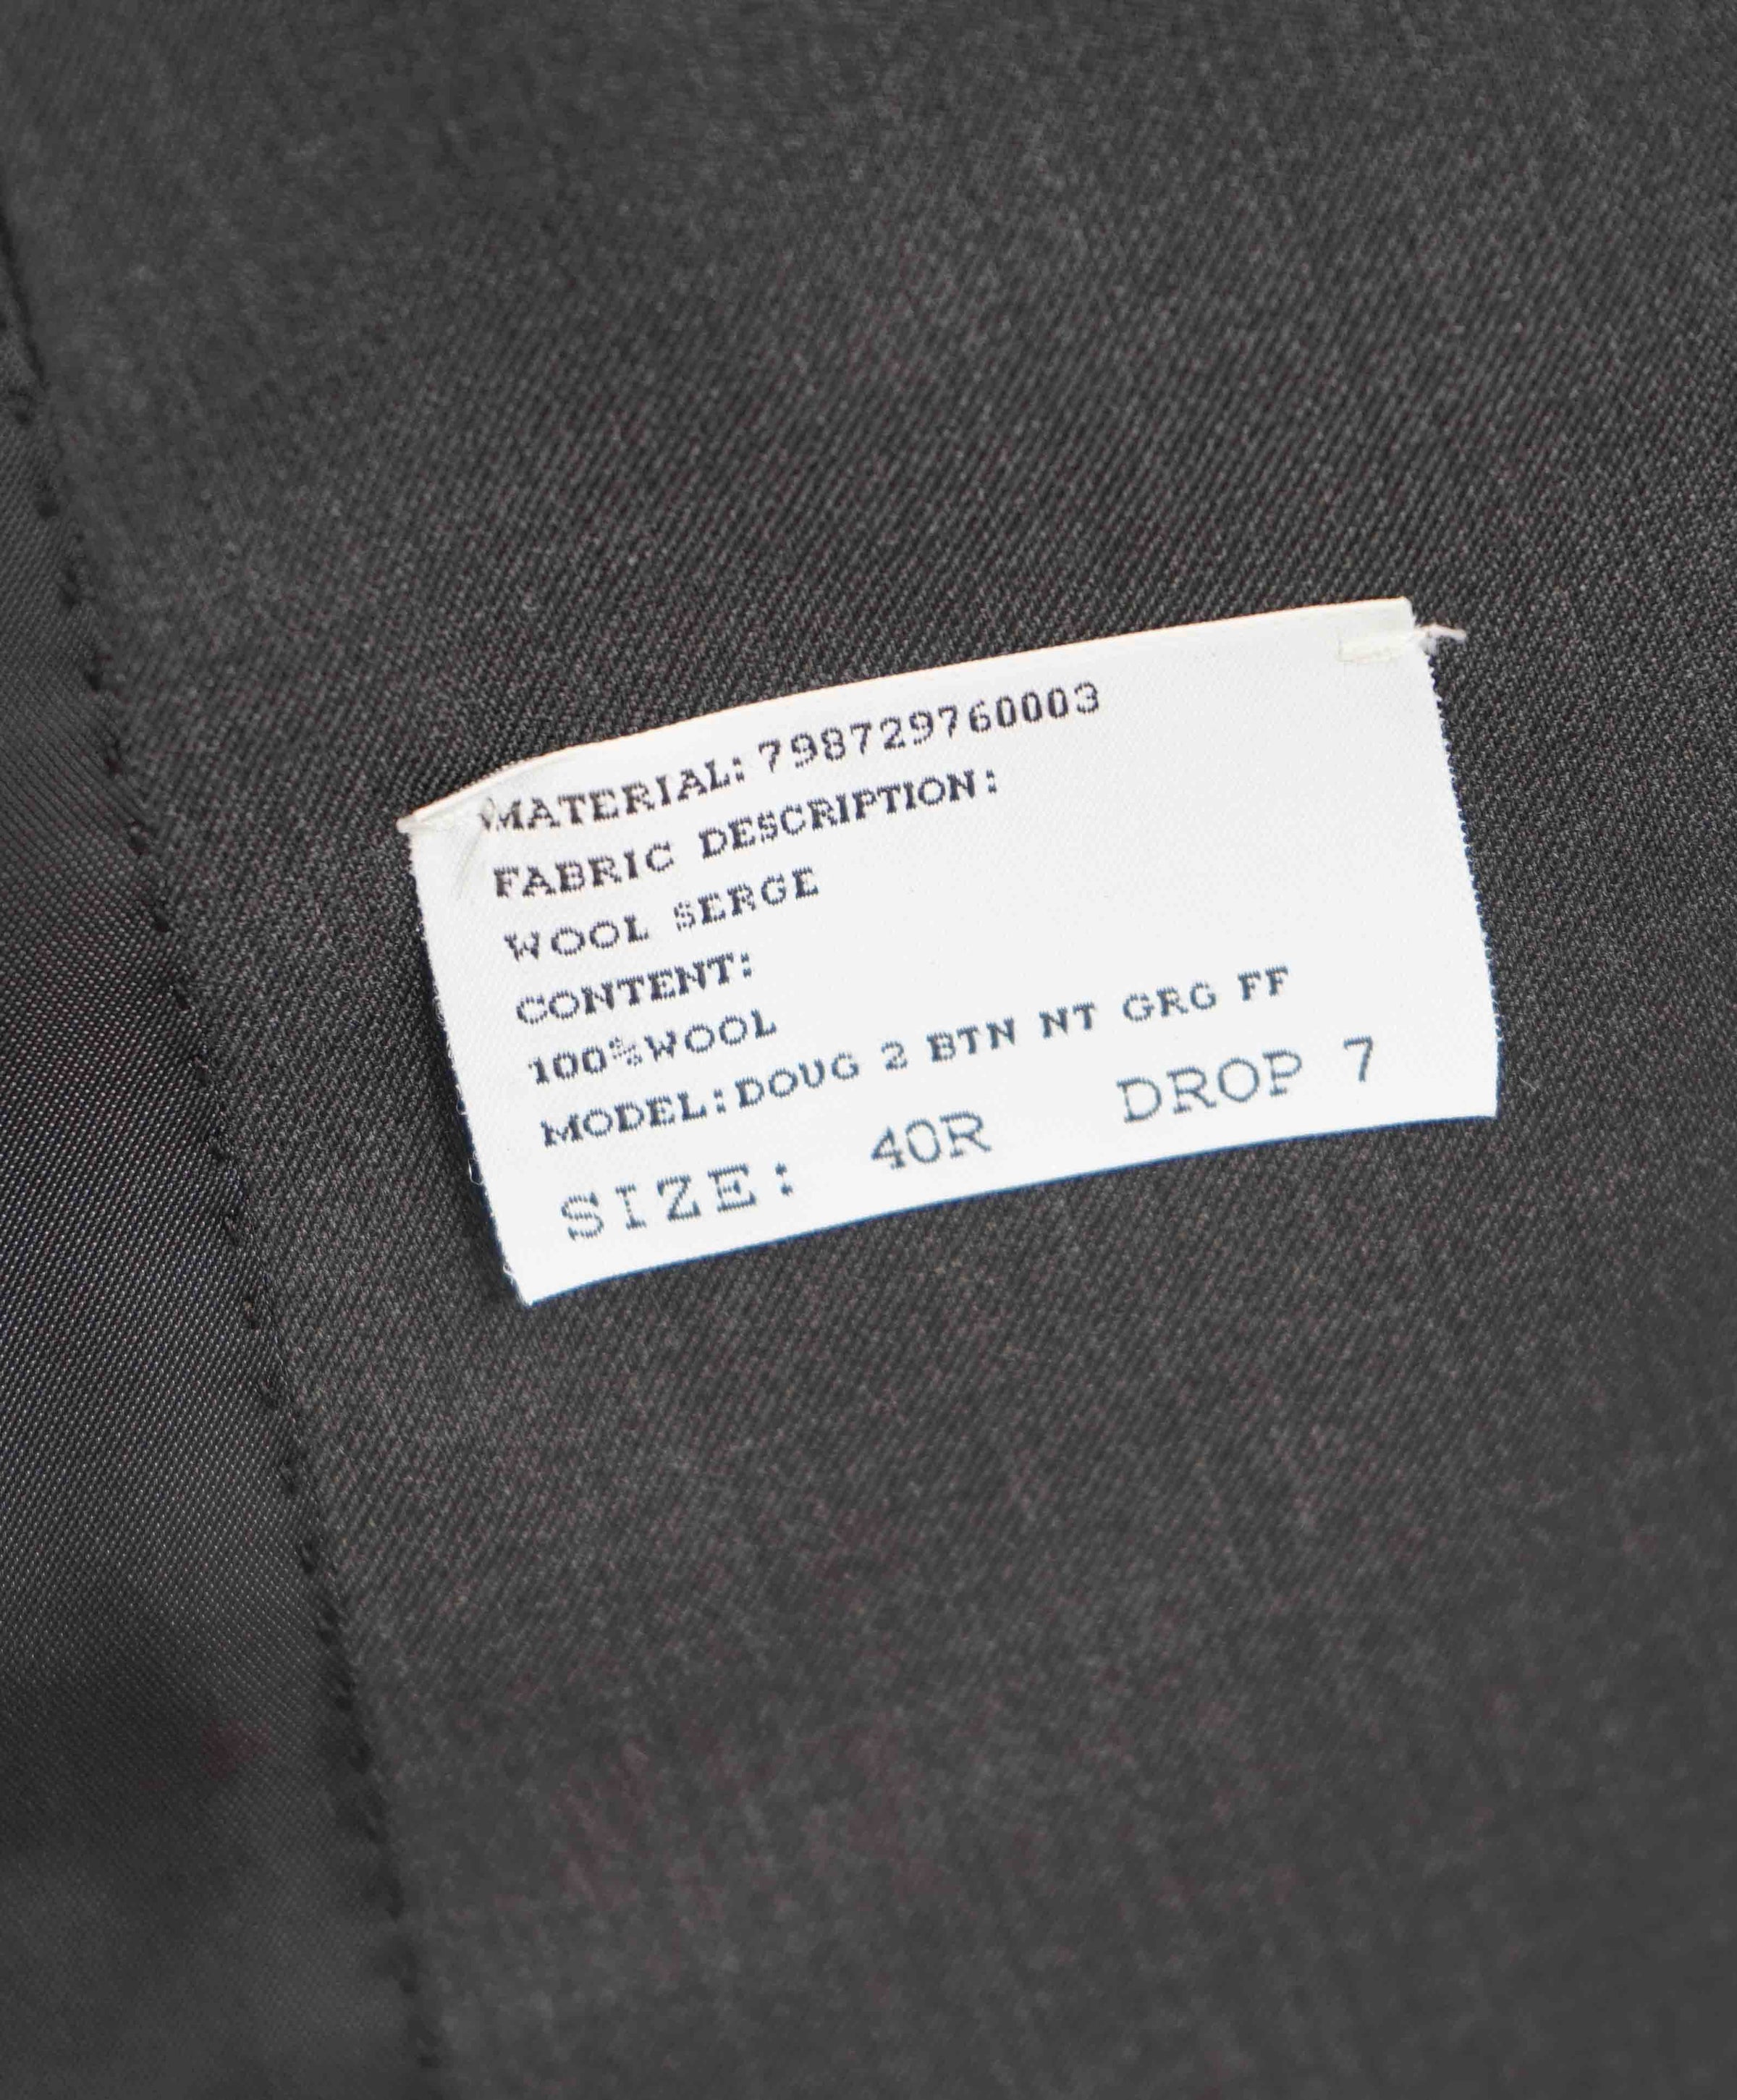 MATERIAL:798729760003
FABRIC DESCRIPTION:
WOOL SERGE
CONTENT:
100%WOOL
MODEL:DOUG 2 BTN NT GRG FF
SIZE: 40R DROP 7